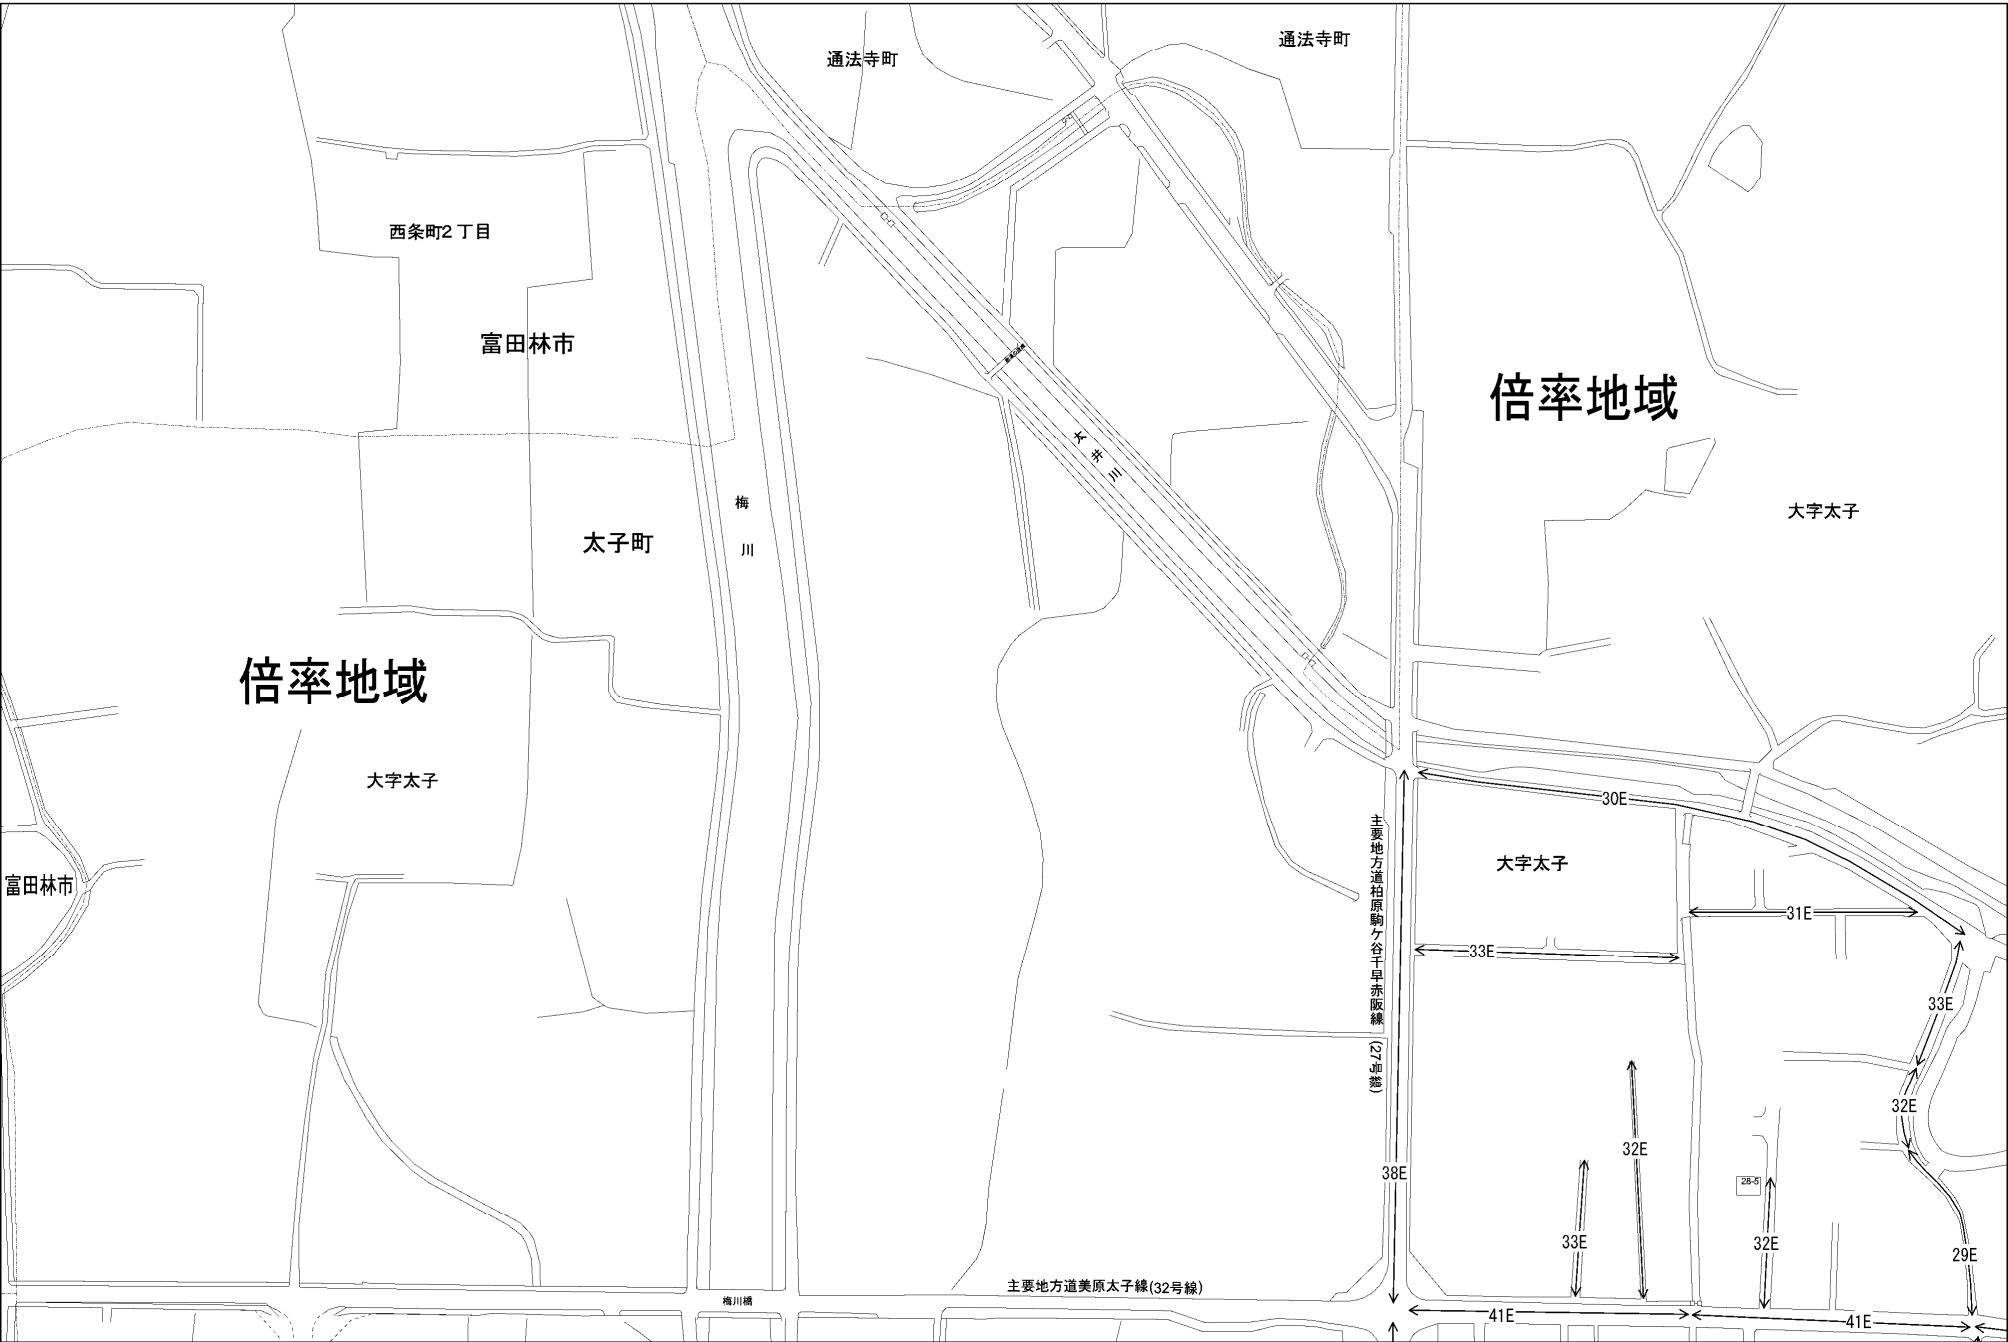 通法寺町
通法寺町
西条町2丁目
富田林市
倍率地域
太井川
梅川
大字太子
太子町
倍率地域
大字太子
30E
主要地方道柏原駒ケ谷千早赤阪線(27号線)
大字太子
富田林市
31E
33E
33E
32E
32E
38E
28-5
33E
32E
29E
主要地方道美原太子線(32号線)
梅川橋
41E
41E